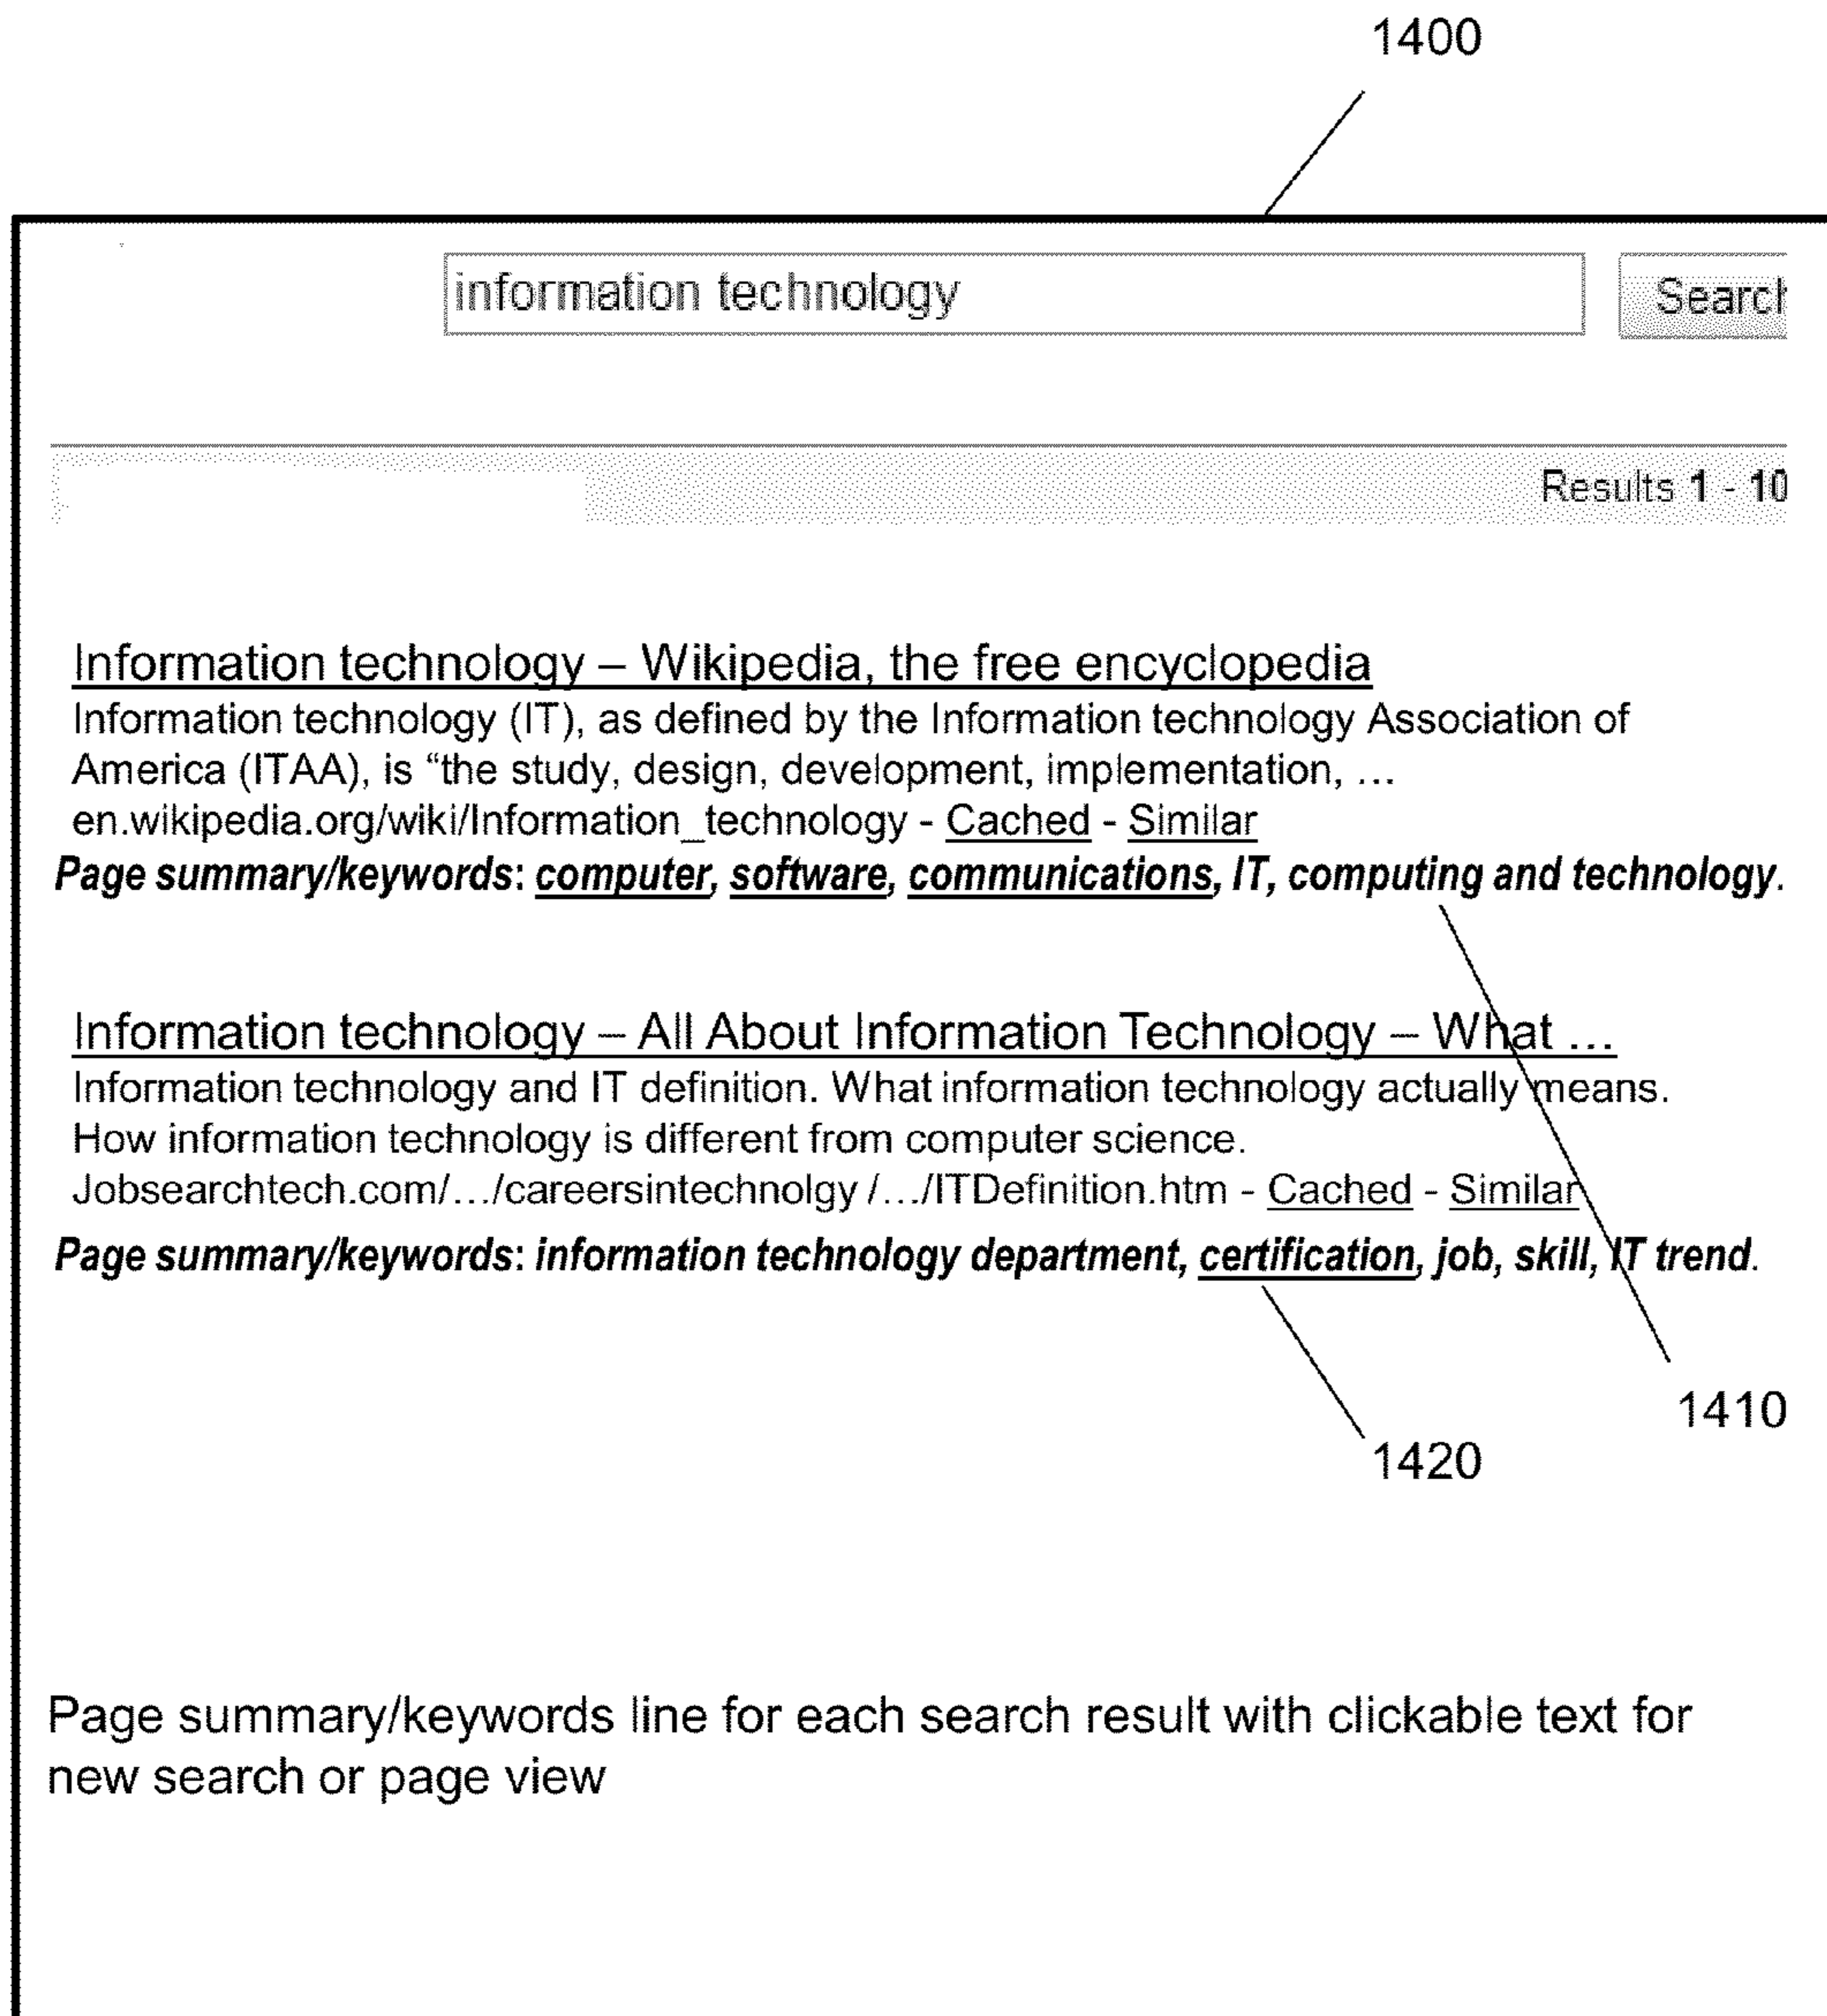 1400
information technology
Search
Results 1 - 10
Information technology – Wikipedia, the free encyclopedia
Information technology (IT), as defined by the Information technology Association of
America (ITAA), is “the study, design, development, implementation, ...
en.wikipedia.org/wiki/Information_technology - Cached - Similar
Page summary/keywords: computer, software, communications, IT, computing and technology.
Information technology – All About Information Technology – What ...
Information technology and IT definition. What information technology actually means.
How information technology is different from computer science.
Jobsearchtech.com/.../careersintechnolgy /.../ITDefinition.htm - Cached - Similar
Page summary/keywords: information technology department, certification, job, skill, IT trend.
1410
1420
Page summary/keywords line for each search result with clickable text for
new search or page view